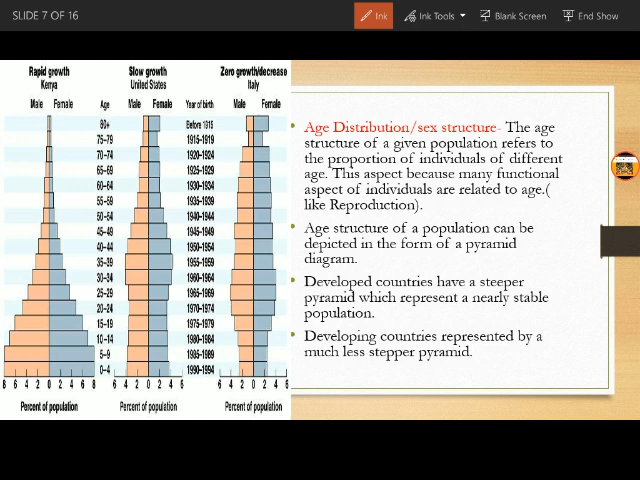 SLIDE 7 OF 16
Ink
Ink Tools
Blank Screen
End Show
Rapid growth
Kenya
Male Female
Slow growth
United States
Male Female
Zero growth/decrease
Italy
Male Female
Age
Year of birth
80+ Before 1915
75–79 1915–1919
70–74 1920–1924
65–69 1925–1929
60–64 1930–1934
55–59 1935–1939
50–54 1940–1944
45–49 1945–1949
40–44 1950–1954
35–39 1955–1959
30–34 1960–1964
25–29 1965–1969
20–24 1970–1974
15–19 1975–1979
10–14 1980–1984
5–9 1985–1989
0–4 1990–1994
8 6 4 2 0 2 4 6 8
6 4 2 0 2 4 6
6 4 2 0 2 4 6
Percent of population
Percent of population
Percent of population
Age Distribution/sex structure- The age
structure of a given population refers to
the proportion of individuals of different
age. This aspect because many functional
aspect of individuals are related to age.(
like Reproduction).
Age structure of a population can be
depicted in the form of a pyramid
diagram.
Developed countries have a steeper
pyramid which represent a nearly stable
population.
Developing countries represented by a
much less stepper pyramid.